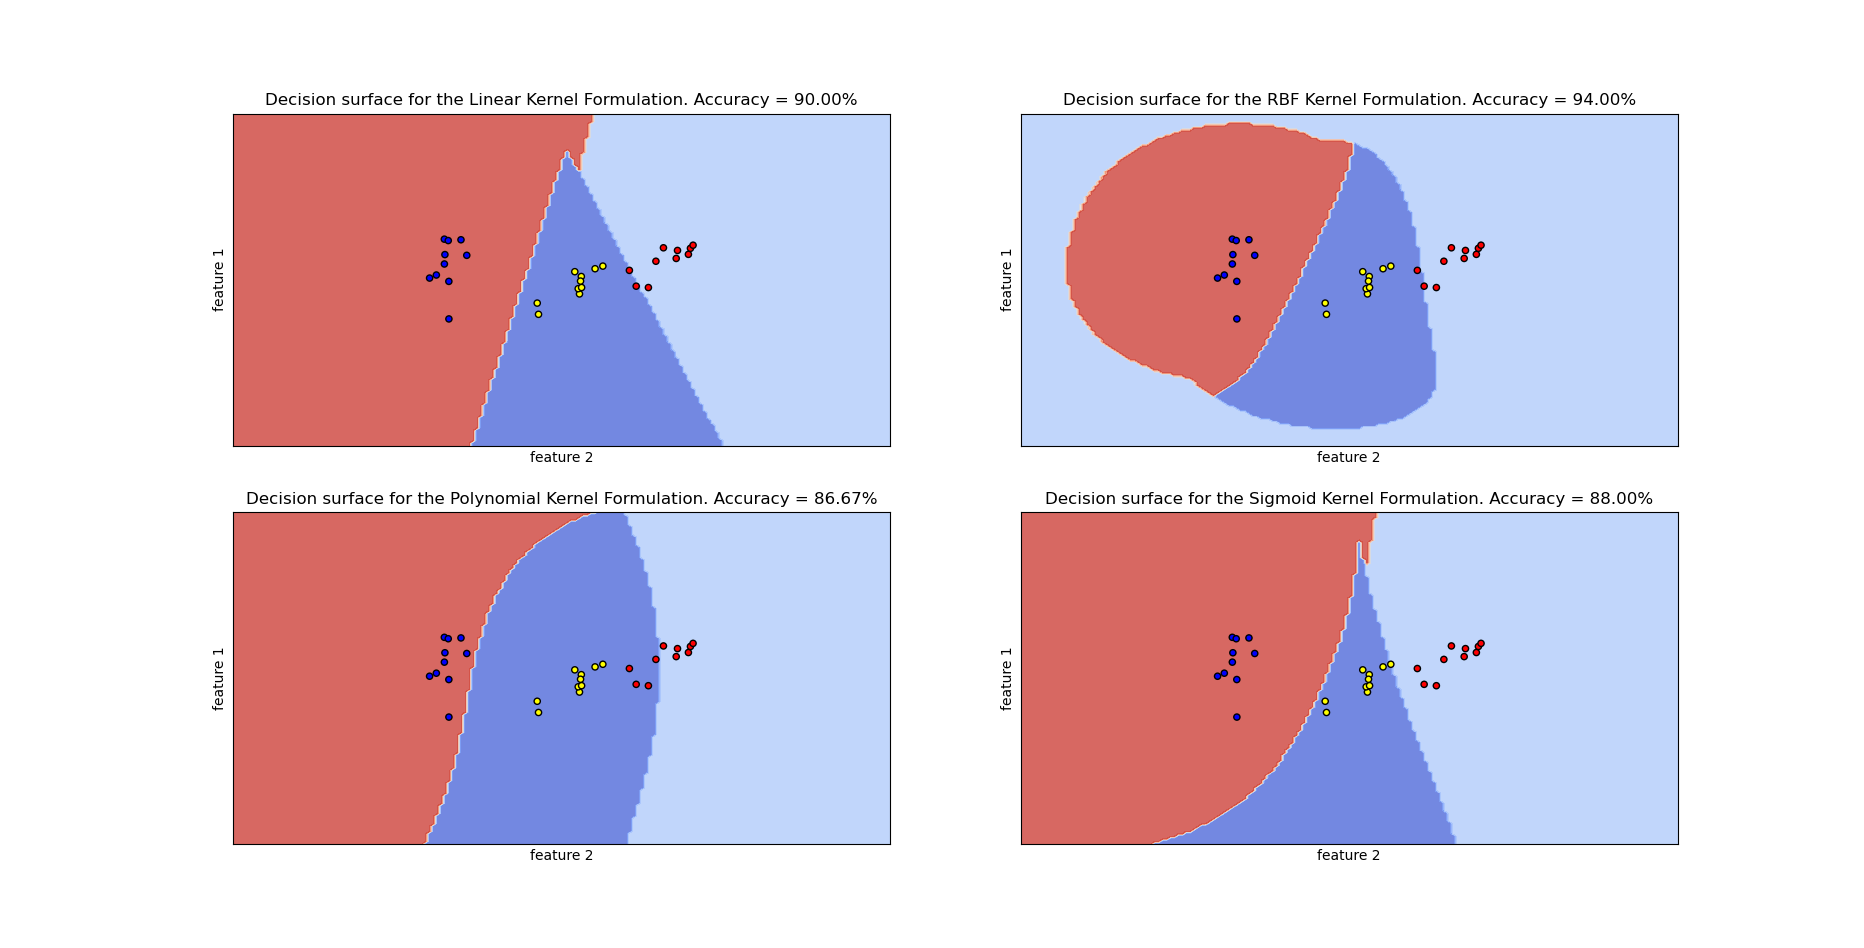 Decision surface for the Linear Kernel Formulation. Accuracy = 90.00%
feature 1
feature 2
Decision surface for the RBF Kernel Formulation. Accuracy = 94.00%
feature 1
feature 2
Decision surface for the Polynomial Kernel Formulation. Accuracy = 86.67%
feature 1
feature 2
Decision surface for the Sigmoid Kernel Formulation. Accuracy = 88.00%
feature 1
feature 2